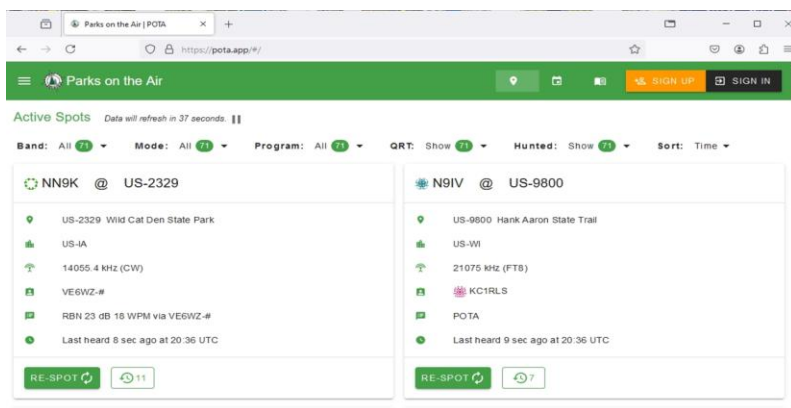 Parks on the Air | POTA
https://pota.app/#/
Parks on the Air
SIGN UP
SIGN IN
Active Spots Data will refresh in 37 seconds.
Band: All 71 Mode: All 71 Program: All 71 QRT: Show 71 Hunted: Show 71 Sort: Time
NN9K @ US-2329
US-2329 Wild Cat Den State Park
US-IA
14055.4 kHz (CW)
VE6WZ-#
RBN 23 dB 18 WPM via VE6WZ-#
Last heard 8 sec ago at 20:36 UTC
RE-SPOT 11
N9IV @ US-9800
US-9800 Hank Aaron State Trail
US-WI
21075 kHz (FT8)
KC1RLS
POTA
Last heard 9 sec ago at 20:36 UTC
RE-SPOT 7